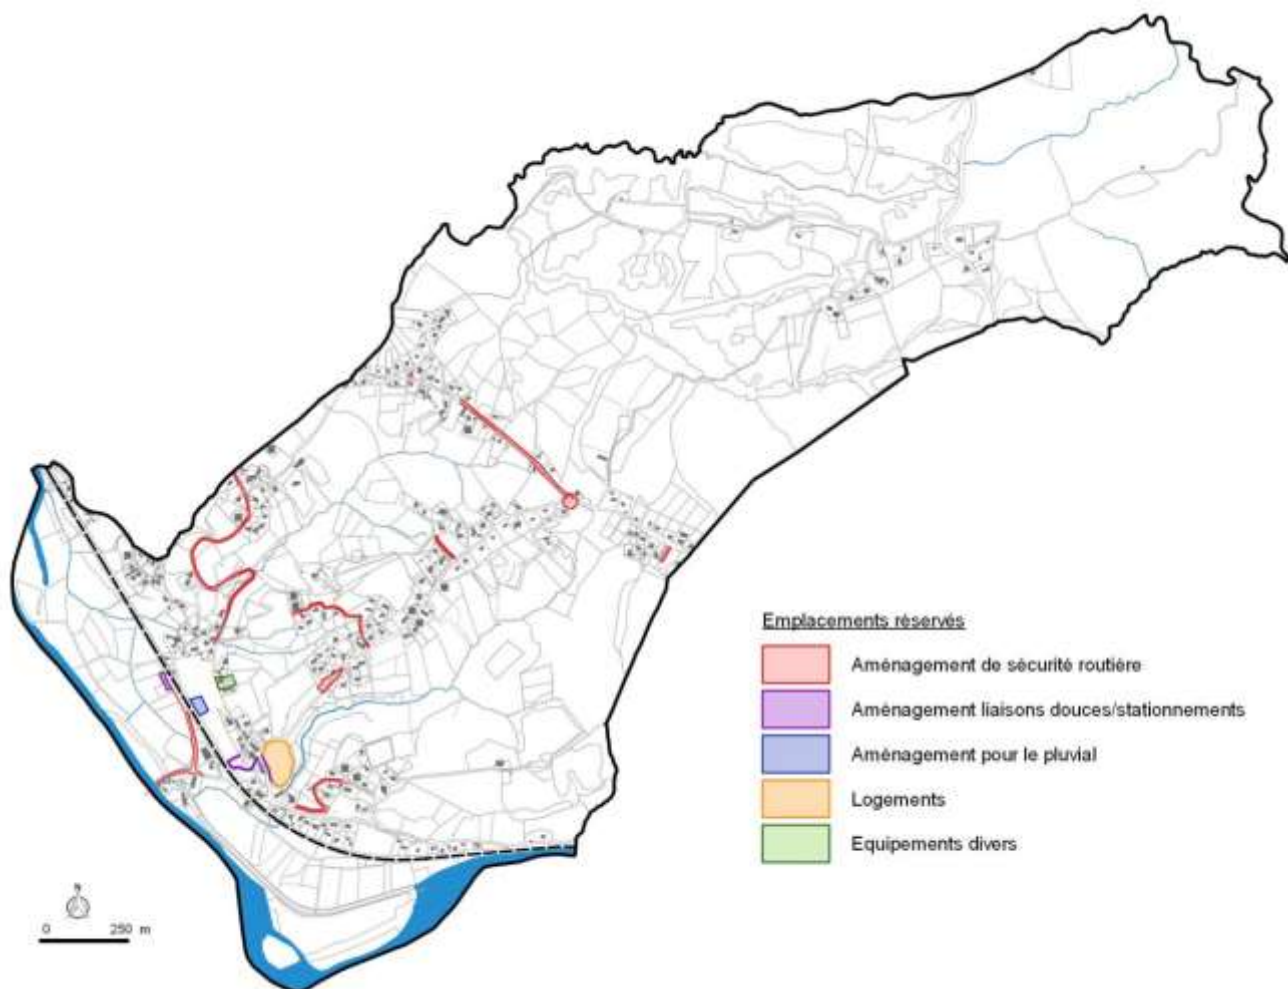 Emplacements réservés
Aménagement de sécurité routière
Aménagement liaisons douces/stationnements
Aménagement pour le pluvial
Logements
Equipements divers
N
0 250 m